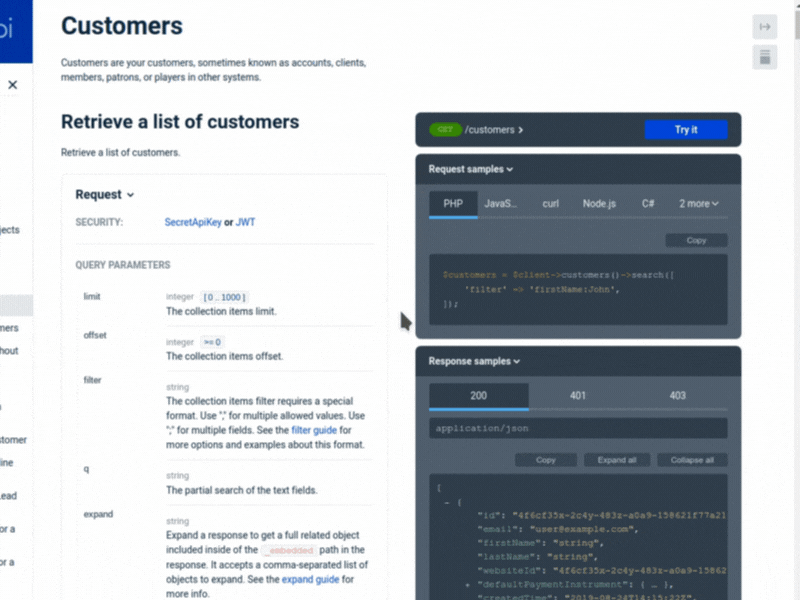 Customers
Customers are your customers, sometimes known as accounts, clients,
members, patrons, or players in other systems.
Retrieve a list of customers
Retrieve a list of customers.
Request
SECURITY: SecretApiKey or JWT
QUERY PARAMETERS
limit
integer [ 0 .. 1000 ]
The collection items limit.
offset
integer >= 0
The collection items offset.
filter
string
The collection items filter requires a special
format. Use "," for multiple allowed values. Use
";" for multiple fields. See the filter guide for
more options and examples about this format.
q
string
The partial search of the text fields.
expand
string
Expand a response to get a full related object
included inside of the _embedded path in the
response. It accepts a comma-separated list of
objects to expand. See the expand guide for
more info.
GET /customers
Try it
Request samples
PHP JavaS... curl Node.js C# 2 more
Copy
$customers = $client->customers()->search([
'filter' => 'firstName:John',
]);
Response samples
200 401 403
application/json
Copy Expand all Collapse all
[
- {
"id": "4f6cf35x-2c4y-483z-a0a9-158621f77a21
"email": "user@example.com",
"firstName": "string",
"lastName": "string",
"websiteId": "4f6cf35x-2c4y-483z-a0a9-15862
+ "defaultPaymentInstrument": { … },
"createdTime": "2019-08-24T14:15:22Z",
pi
jects
mers
hout
stomer
line
Lead
or a
or a